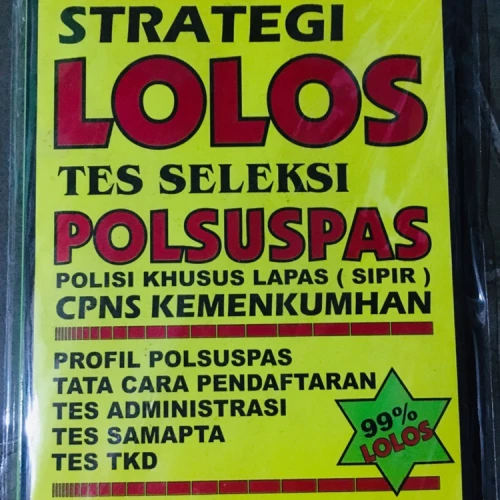 STRATEGI
LOLOS
TES SELEKSI
POLSUSPAS
POLISI KHUSUS LAPAS ( SIPIR )
CPNS KEMENKUMHAN
PROFIL POLSUSPAS
TATA CARA PENDAFTARAN
TES ADMINISTRASI
TES SAMAPTA
TES TKD
99%
LOLOS